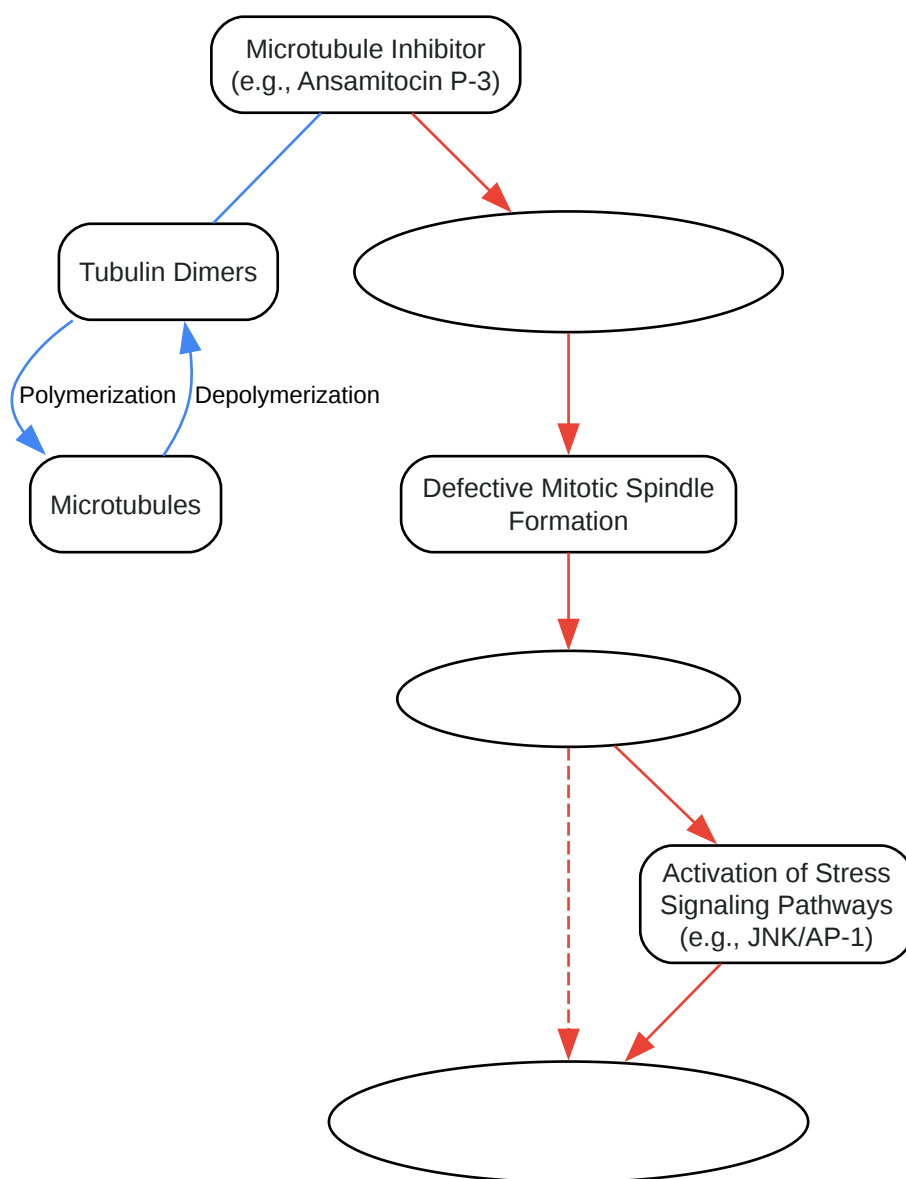 Microtubule Inhibitor
(e.g., Ansamitocin P-3)
Tubulin Dimers
Polymerization
Depolymerization
Microtubules
Defective Mitotic Spindle
Formation
Activation of Stress
Signaling Pathways
(e.g., JNK/AP-1)